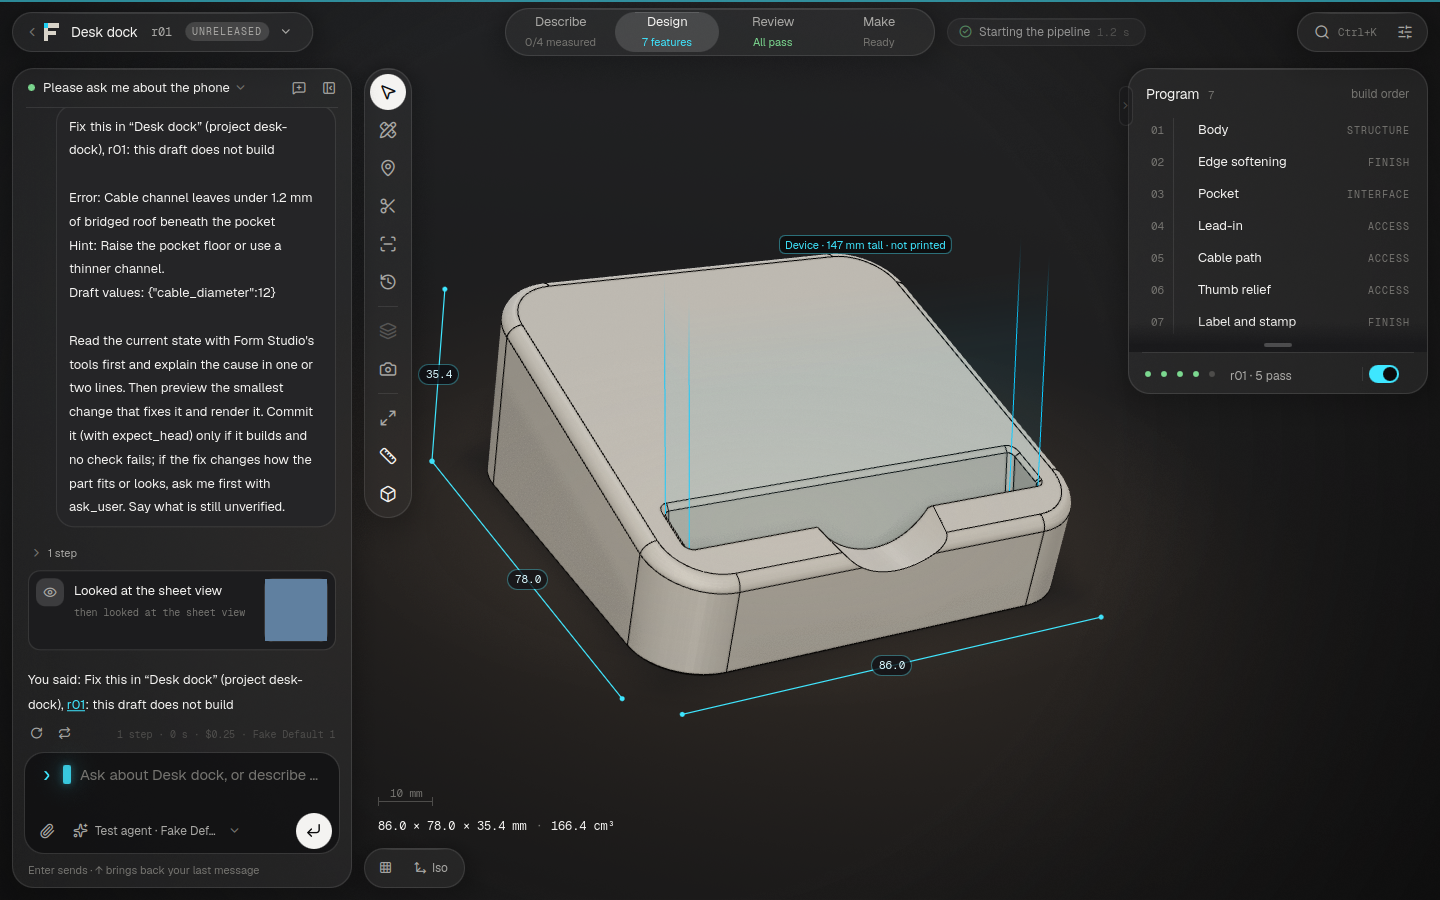 Desk dock r01 UNRELEASED
Describe
0/4 measured
Design
7 features
Review
All pass
Make
Ready
Starting the pipeline 1.2 s
Ctrl+K
Please ask me about the phone
Fix this in “Desk dock” (project desk-
dock), r01: this draft does not build
Error: Cable channel leaves under 1.2 mm
of bridged roof beneath the pocket
Hint: Raise the pocket floor or use a
thinner channel.
Draft values: {"cable_diameter":12}
Read the current state with Form Studio's
tools first and explain the cause in one or
two lines. Then preview the smallest
change that fixes it and render it. Commit
it (with expect_head) only if it builds and
no check fails; if the fix changes how the
part fits or looks, ask me first with
ask_user. Say what is still unverified.
1 step
Looked at the sheet view
then looked at the sheet view
You said: Fix this in “Desk dock” (project desk-
dock), r01: this draft does not build
1 step · 0 s · $0.25 · Fake Default 1
Ask about Desk dock, or describe ...
Test agent · Fake Def...
Enter sends · ↑ brings back your last message
Device · 147 mm tall · not printed
35.4
78.0
86.0
10 mm
86.0 × 78.0 × 35.4 mm · 166.4 cm³
Iso
Program 7 build order
01 Body STRUCTURE
02 Edge softening FINISH
03 Pocket INTERFACE
04 Lead-in ACCESS
05 Cable path ACCESS
06 Thumb relief ACCESS
07 Label and stamp FINISH
r01 · 5 pass